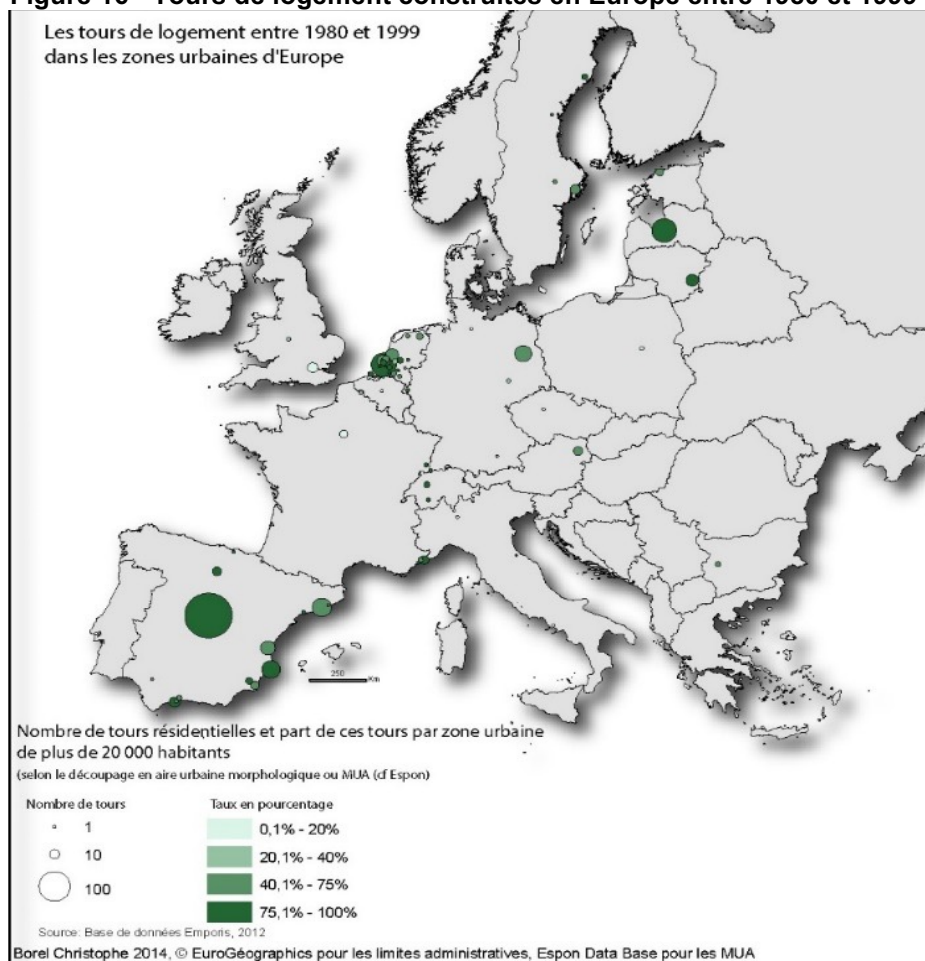 Figure 10 - Tours de logement construites en Europe entre 1980 et 1999
Les tours de logement entre 1980 et 1999
dans les zones urbaines d'Europe
250
Km
Nombre de tours résidentielles et part de ces tours par zone urbaine
de plus de 20 000 habitants
(selon le découpage en aire urbaine morphologique ou MUA (cf Espon)
Nombre de tours
1
10
100
Taux en pourcentage
0,1% - 20%
20,1% - 40%
40,1% - 75%
75,1% - 100%
Source: Base de données Emporis, 2012
Borel Christophe 2014, © EuroGéographics pour les limites administratives, Espon Data Base pour les MUA